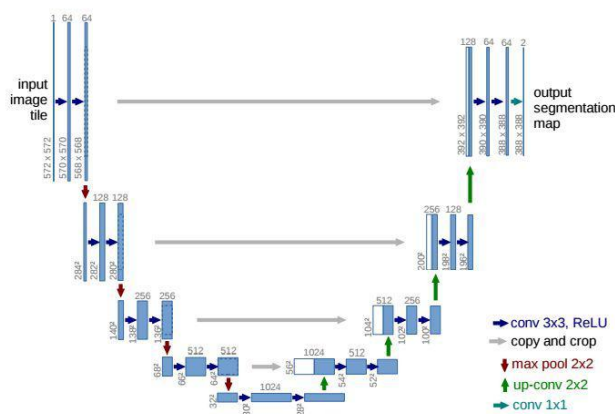 1 64 64
128 64 64 2
input
image
tile
output
segmentation
map
572 x 572
570 x 570
568 x 568
392 x 392
390 x 390
388 x 388
388 x 388
128 128
256 128
284²
282²
280²
200²
198²
196²
256 256
512 256
140²
138²
136²
104²
102²
100²
512 512
1024 512
68²
66²
64²
56²
54²
52²
1024
32²
30²
28²
conv 3x3, ReLU
copy and crop
max pool 2x2
up-conv 2x2
conv 1x1